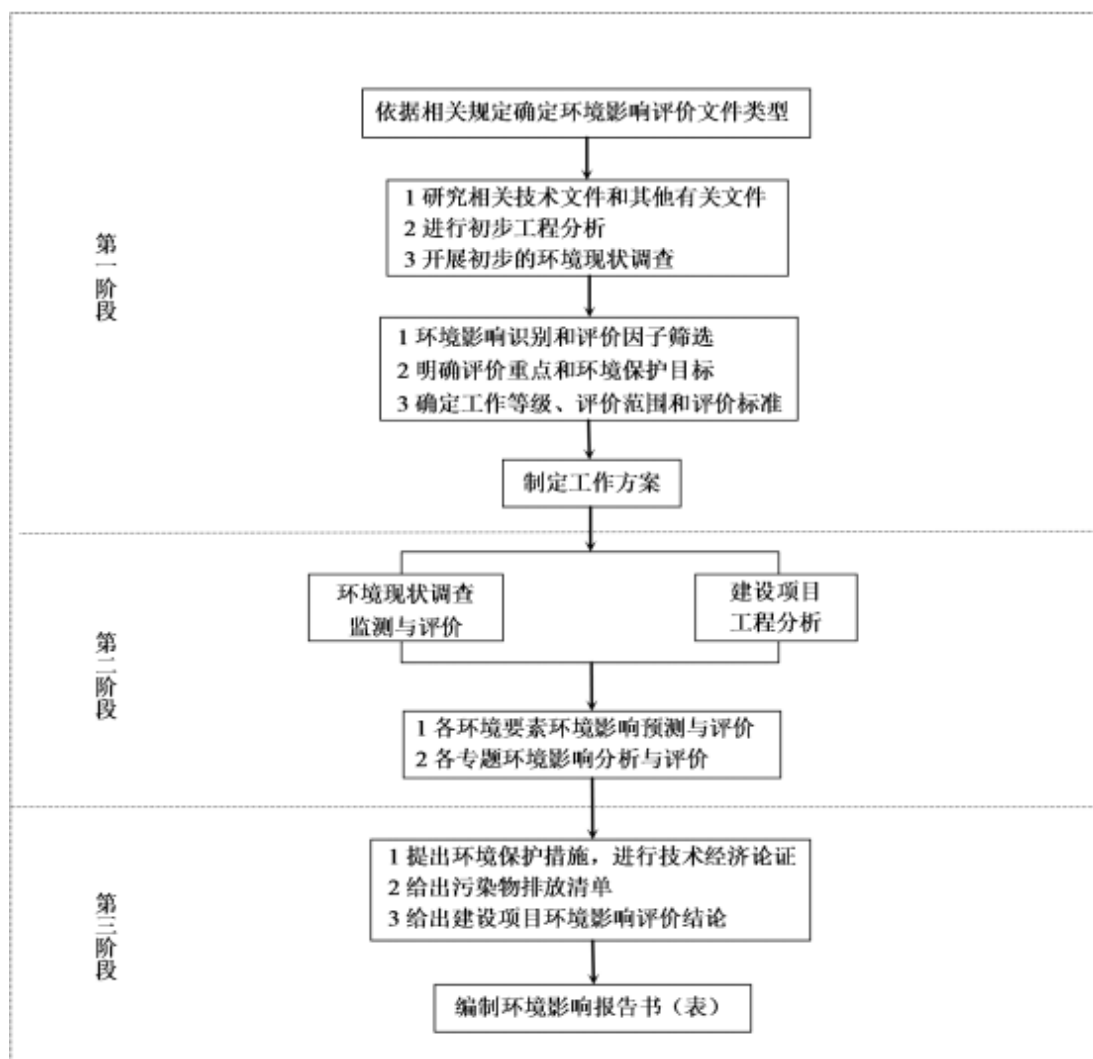 依据相关规定确定环境影响评价文件类型
1 研究相关技术文件和其他有关文件
2 进行初步工程分析
3 开展初步的环境现状调查
第一阶段
1 环境影响识别和评价因子筛选
2 明确评价重点和环境保护目标
3 确定工作等级、评价范围和评价标准
制定工作方案
环境现状调查
监测与评价
建设项目
工程分析
第二阶段
1 各环境要素环境影响预测与评价
2 各专题环境影响分析与评价
1 提出环境保护措施，进行技术经济论证
2 给出污染物排放清单
3 给出建设项目环境影响评价结论
第三阶段
编制环境影响报告书（表）